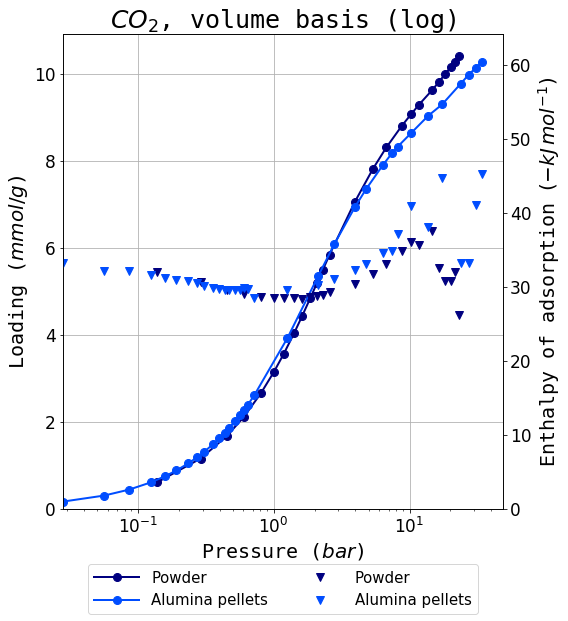 CO₂, volume basis (log)
Loading (mmol/g)
10
8
6
4
2
0
60
50
40
30
20
10
0
Enthalpy of adsorption (−kJ mol⁻¹)
10⁻¹ 10⁰ 10¹
Pressure (bar)
Powder Powder
Alumina pellets Alumina pellets